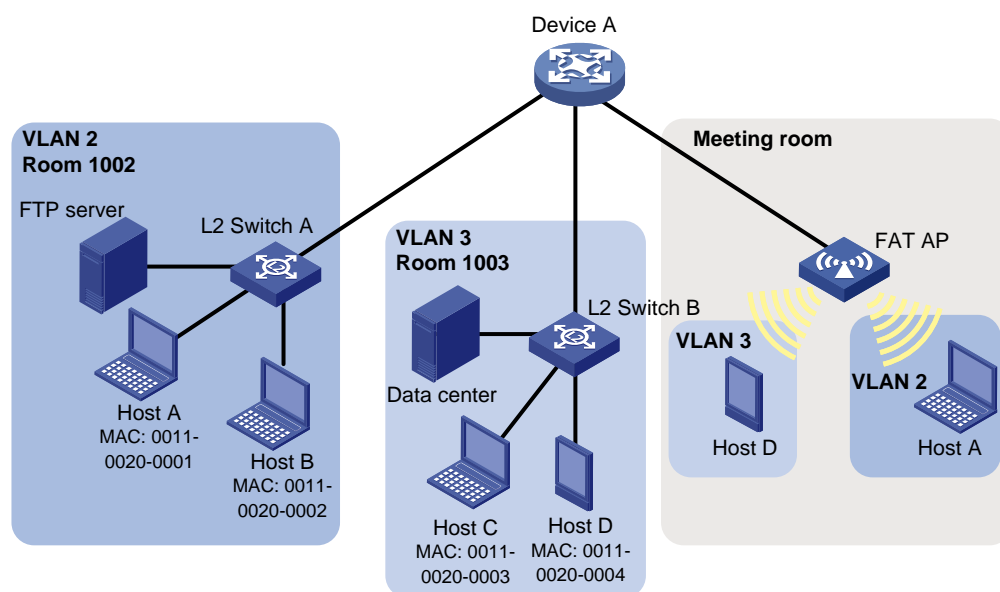 Device A
VLAN 2
Room 1002
FTP server
L2 Switch A
Host A
MAC: 0011-
0020-0001
Host B
MAC: 0011-
0020-0002
VLAN 3
Room 1003
L2 Switch B
Data center
Host C
MAC: 0011-
0020-0003
Host D
MAC: 0011-
0020-0004
Meeting room
FAT AP
VLAN 3
Host D
VLAN 2
Host A